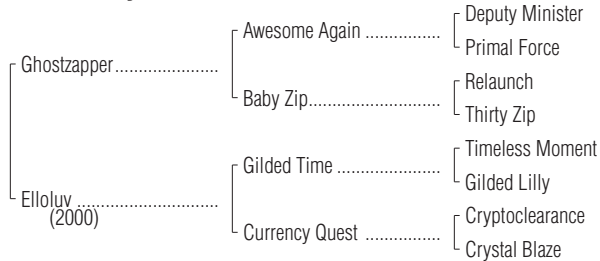 Deputy Minister
Awesome Again ..................
Primal Force
Ghostzapper.......................
Relaunch
Baby Zip...............................
Thirty Zip
Timeless Moment
Gilded Time ........................
Gilded Lilly
Elloluv ................................
(2000)
Cryptoclearance
Currency Quest .................
Crystal Blaze